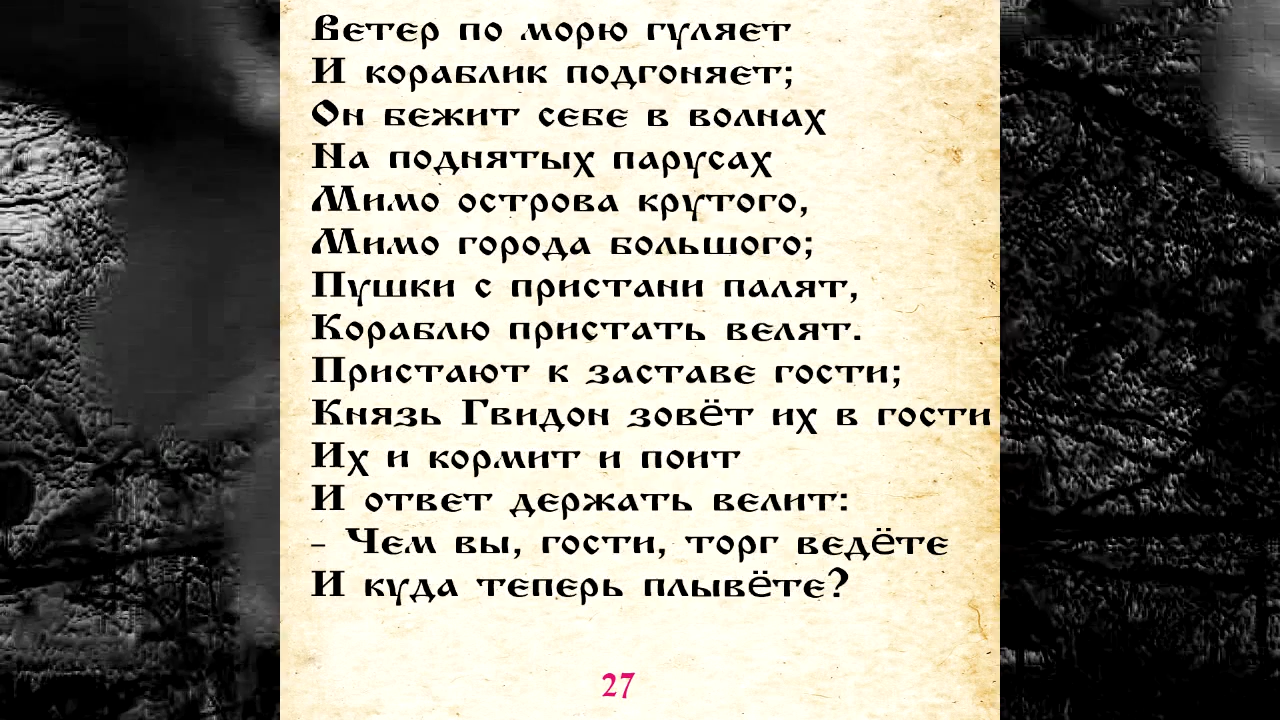 Ветер по морю гуляет
И кораблик подгоняет;
Он бежит себе в волнах
На поднятых парусах
Мимо острова крутого,
Мимо города большого;
Пушки с пристани палят,
Кораблю пристать велят.
Пристают к заставе гости;
Князь Гвидон зовёт их в гости
Их и кормит и поит
И ответ держать велит:
- Чем вы, гости, торг ведёте
И куда теперь плывёте?
27